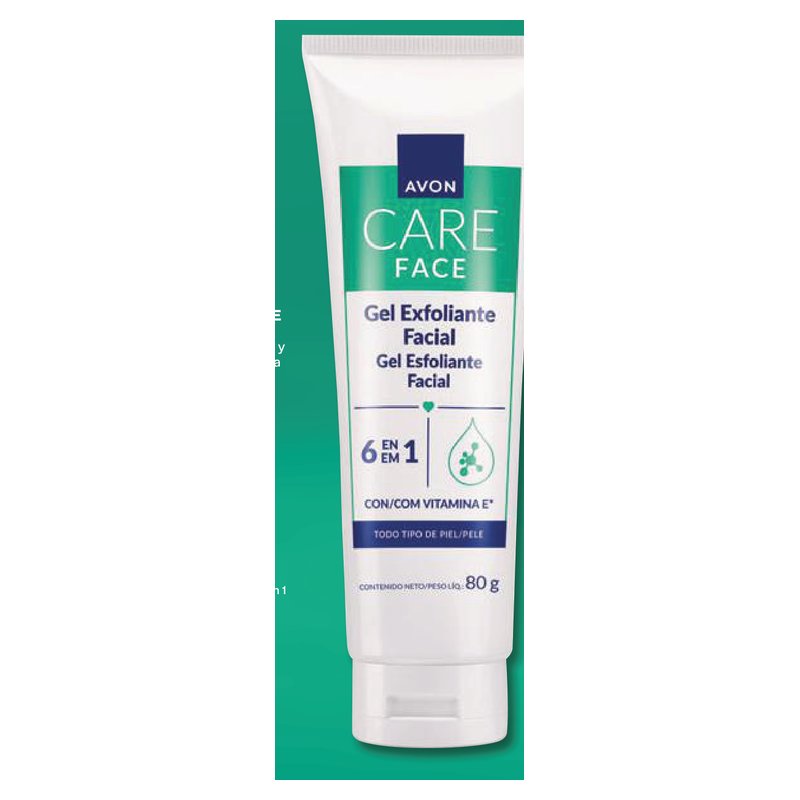 AVON
CARE
FACE
Gel Exfoliante
Facial
Gel Esfoliante
Facial
6 EN
EM 1
CON/COM VITAMINA E*
TODO TIPO DE PIEL/PELE
CONTENIDO NETO/PESO LÍQ.: 80 g
E
y
a
n 1